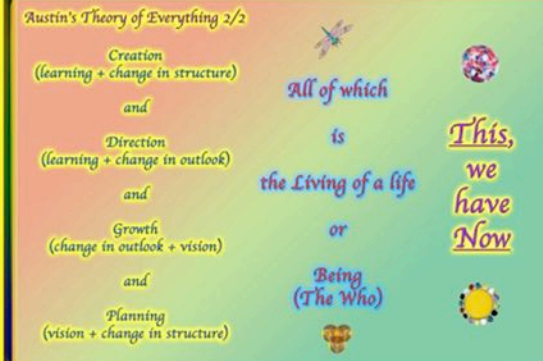 Austin's Theory of Everything 2/2
Creation
(learning + change in structure)
and
Direction
(learning + change in outlook)
and
Growth
(change in outlook + vision)
and
Planning
(vision + change in structure)
All of which
is
the Living of a life
or
Being
(The Who)
This,
we
have
Now